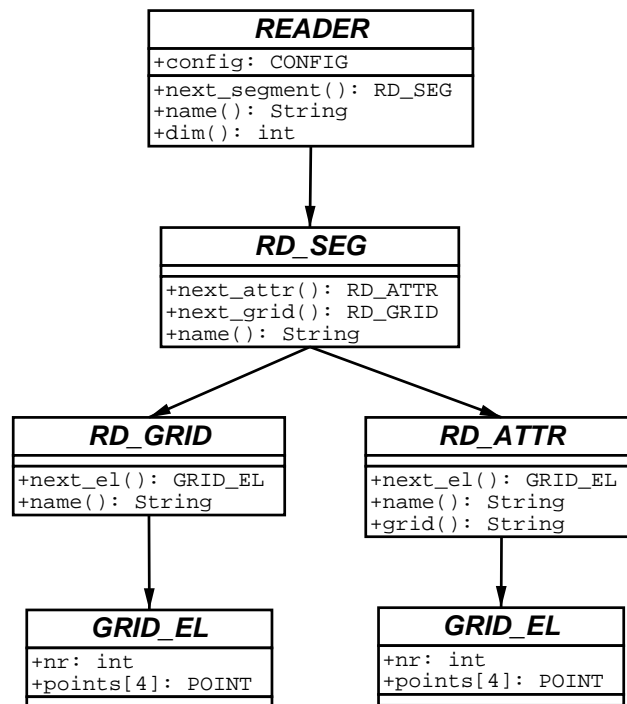 READER
+config: CONFIG
+next_segment(): RD_SEG
+name(): String
+dim(): int
RD_SEG
+next_attr(): RD_ATTR
+next_grid(): RD_GRID
+name(): String
RD_GRID
+next_el(): GRID_EL
+name(): String
RD_ATTR
+next_el(): GRID_EL
+name(): String
+grid(): String
GRID_EL
+nr: int
+points[4]: POINT
GRID_EL
+nr: int
+points[4]: POINT